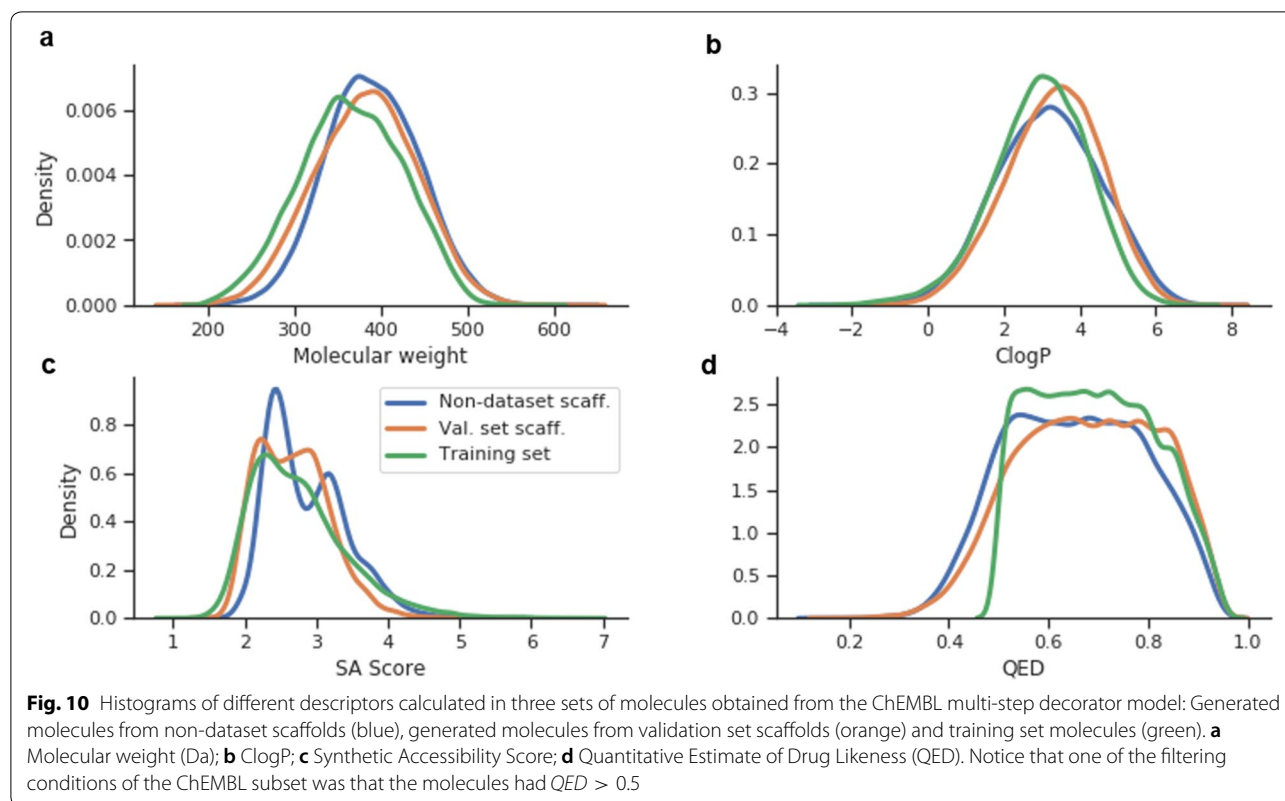 a
b
0.006
0.004
0.002
0.000
Density
200
300
400
500
600
Molecular weight
0.3
0.2
0.1
0.0
−4
−2
0
2
4
6
8
ClogP
c
d
0.8
0.6
0.4
0.2
0.0
Density
Non-dataset scaff.
Val. set scaff.
Training set
1
2
3
4
5
6
7
SA Score
2.5
2.0
1.5
1.0
0.5
0.0
0.2
0.4
0.6
0.8
1.0
QED
Fig. 10 Histograms of different descriptors calculated in three sets of molecules obtained from the ChEMBL multi-step decorator model: Generated
molecules from non-dataset scaffolds (blue), generated molecules from validation set scaffolds (orange) and training set molecules (green). a
Molecular weight (Da); b ClogP; c Synthetic Accessibility Score; d Quantitative Estimate of Drug Likeness (QED). Notice that one of the filtering
conditions of the ChEMBL subset was that the molecules had QED > 0.5